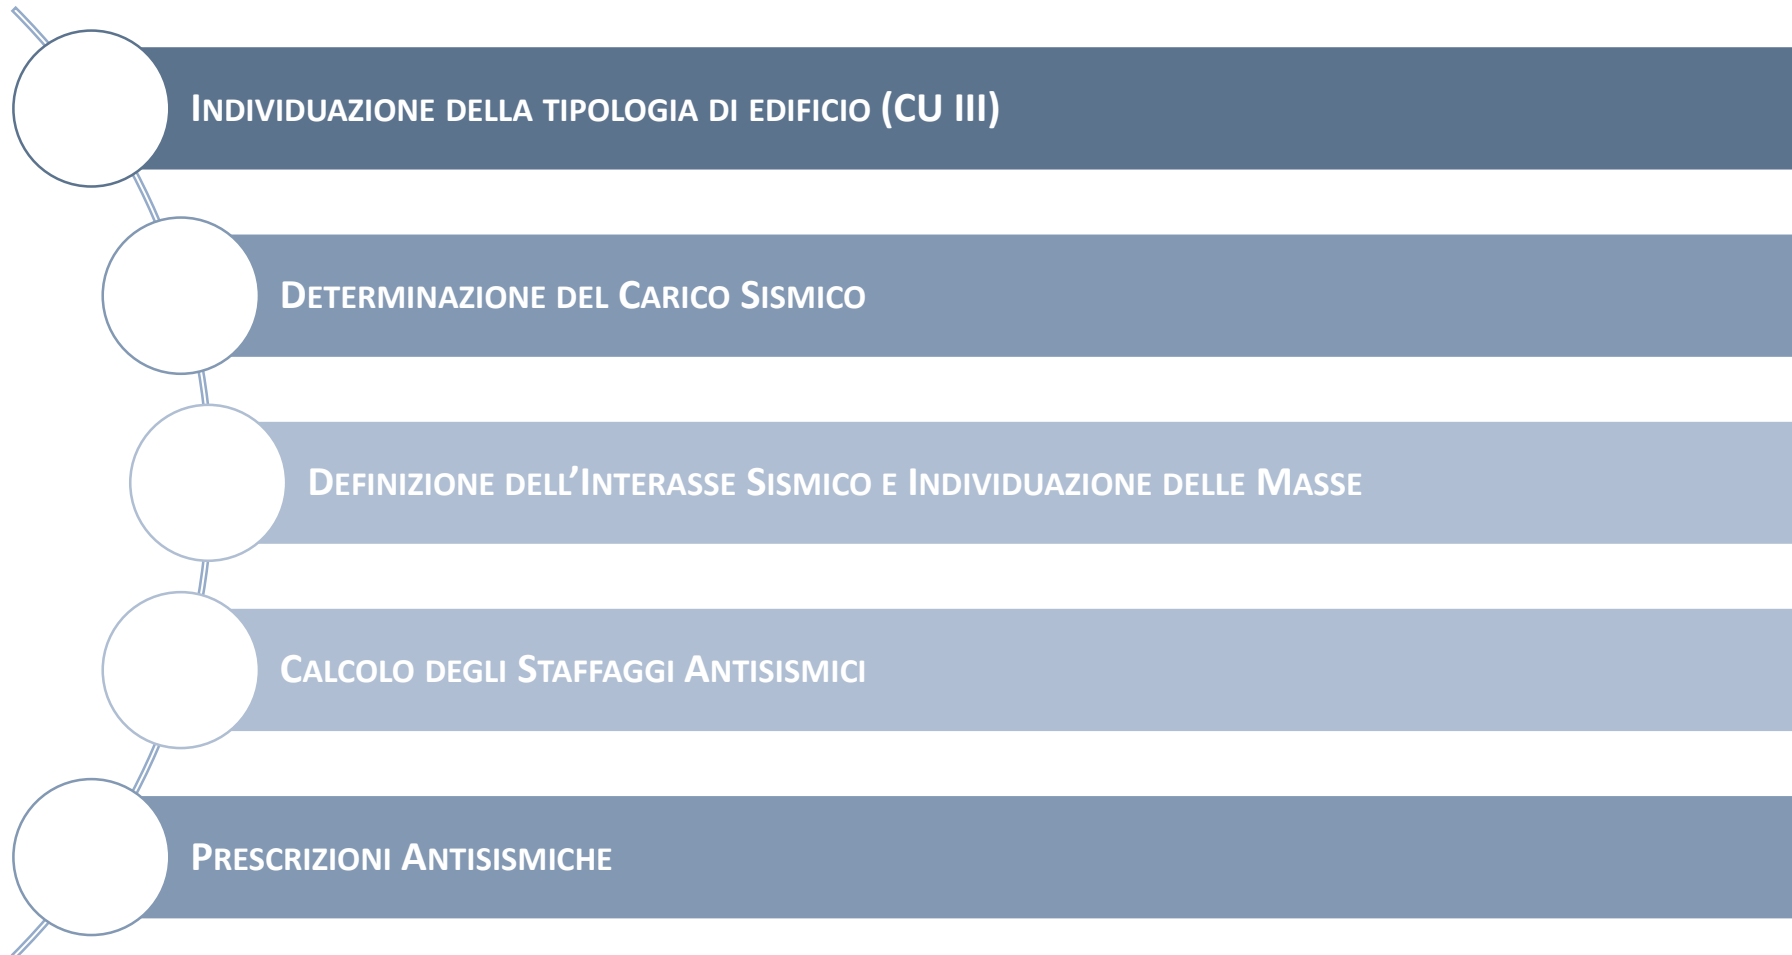 Individuazione della tipologia di edificio (CU III)
Determinazione del Carico Sismico
Definizione dell’Interasse Sismico e Individuazione delle Masse
Calcolo degli Staffaggi Antisismici
Prescrizioni Antisismiche